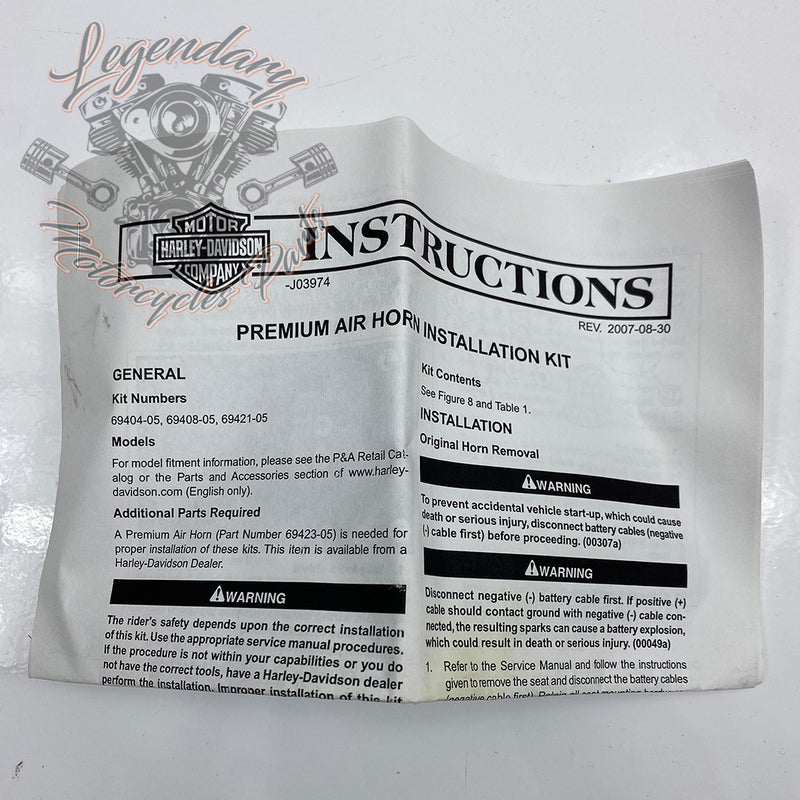 Legendary
Motorcycles Parts
MOTOR
HARLEY-DAVIDSON
COMPANY
INSTRUCTIONS
-J03974
REV. 2007-08-30
PREMIUM AIR HORN INSTALLATION KIT
GENERAL
Kit Numbers
69404-05, 69408-05, 69421-05
Models
For model fitment information, please see the P&A Retail Cat-
alog or the Parts and Accessories section of www.harley-
davidson.com (English only).
Additional Parts Required
A Premium Air Horn (Part Number 69423-05) is needed for
proper installation of these kits. This item is available from a
Harley-Davidson Dealer.
WARNING
The rider's safety depends upon the correct installation
of this kit. Use the appropriate service manual procedures.
If the procedure is not within your capabilities or you do
not have the correct tools, have a Harley-Davidson dealer
perform the installation. Improper installation of this kit
Kit Contents
See Figure 8 and Table 1.
INSTALLATION
Original Horn Removal
WARNING
To prevent accidental vehicle start-up, which could cause
death or serious injury, disconnect battery cables (negative
(-) cable first) before proceeding. (00307a)
WARNING
Disconnect negative (-) battery cable first. If positive (+)
cable should contact ground with negative (-) cable con-
nected, the resulting sparks can cause a battery explosion,
which could result in death or serious injury. (00049a)
1. Refer to the Service Manual and follow the instructions
given to remove the seat and disconnect the battery cables
(negative cable first). Retain all seat mounting